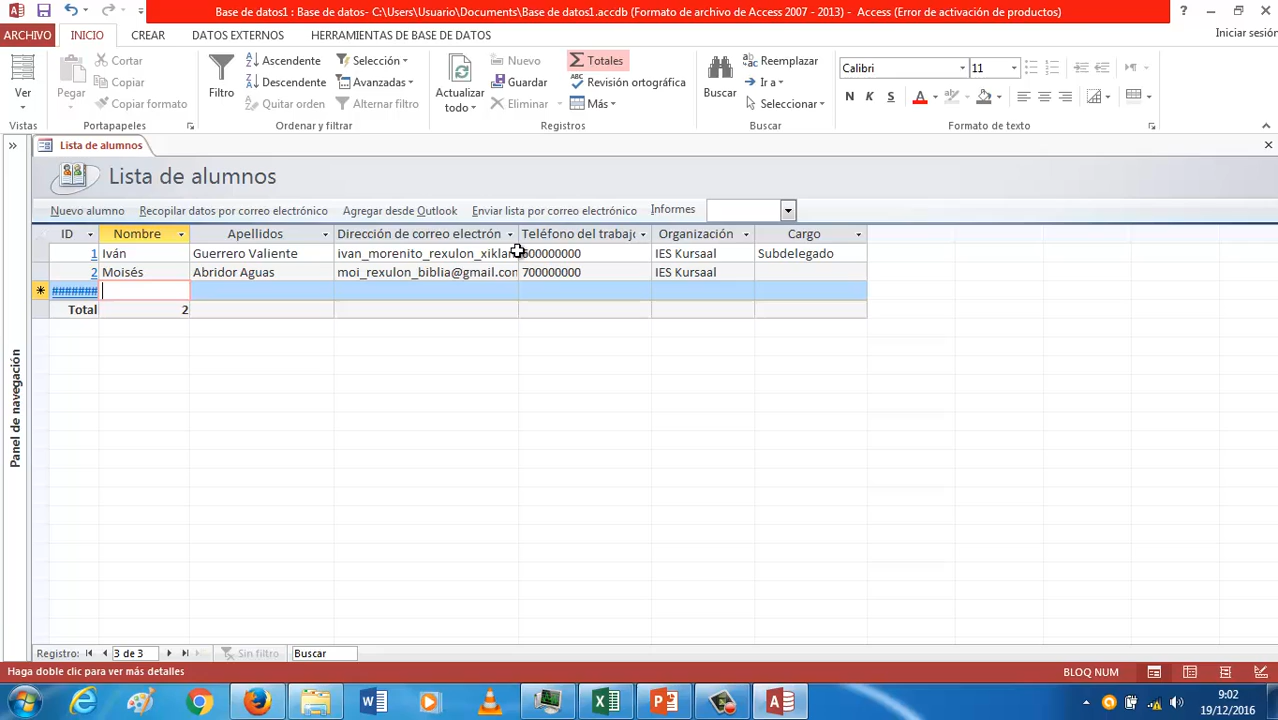 Base de datos1 : Base de datos- C:\Users\Usuario\Documents\Base de datos1.accdb (Formato de archivo de Access 2007 - 2013) - Access (Error de activación de productos)
ARCHIVO INICIO CREAR DATOS EXTERNOS HERRAMIENTAS DE BASE DE DATOS Iniciar sesión
Ver
Vistas
Pegar
Cortar
Copiar
Copiar formato
Portapapeles
Filtro
Ascendente
Descendente
Quitar orden
Selección
Avanzadas
Alternar filtro
Ordenar y filtrar
Actualizar todo
Nuevo
Guardar
Eliminar
Totales
Revisión ortográfica
Más
Registros
Buscar
Reemplazar
Ir a
Seleccionar
Buscar
Calibri 11
N K S A
Formato de texto
Lista de alumnos
Lista de alumnos
Nuevo alumno Recopilar datos por correo electrónico Agregar desde Outlook Enviar lista por correo electrónico Informes
ID Nombre Apellidos Dirección de correo electrón Teléfono del trabajo Organización Cargo
1 Iván Guerrero Valiente 00000000 IES Kursaal Subdelegado
2 Moisés Abridor Aguas moi_rexulon_biblia@gmail.com 700000000 IES Kursaal
* #######
Total 2
Panel de navegación
Registro: 3 de 3 Sin filtro Buscar
Haga doble clic para ver más detalles BLOQ NUM
9:02
19/12/2016